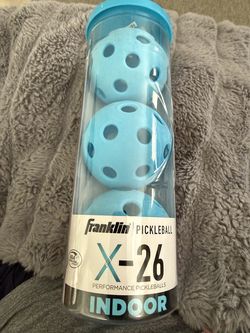 franklin PICKLEBALL
X-26
PERFORMANCE PICKLEBALLS
INDOOR